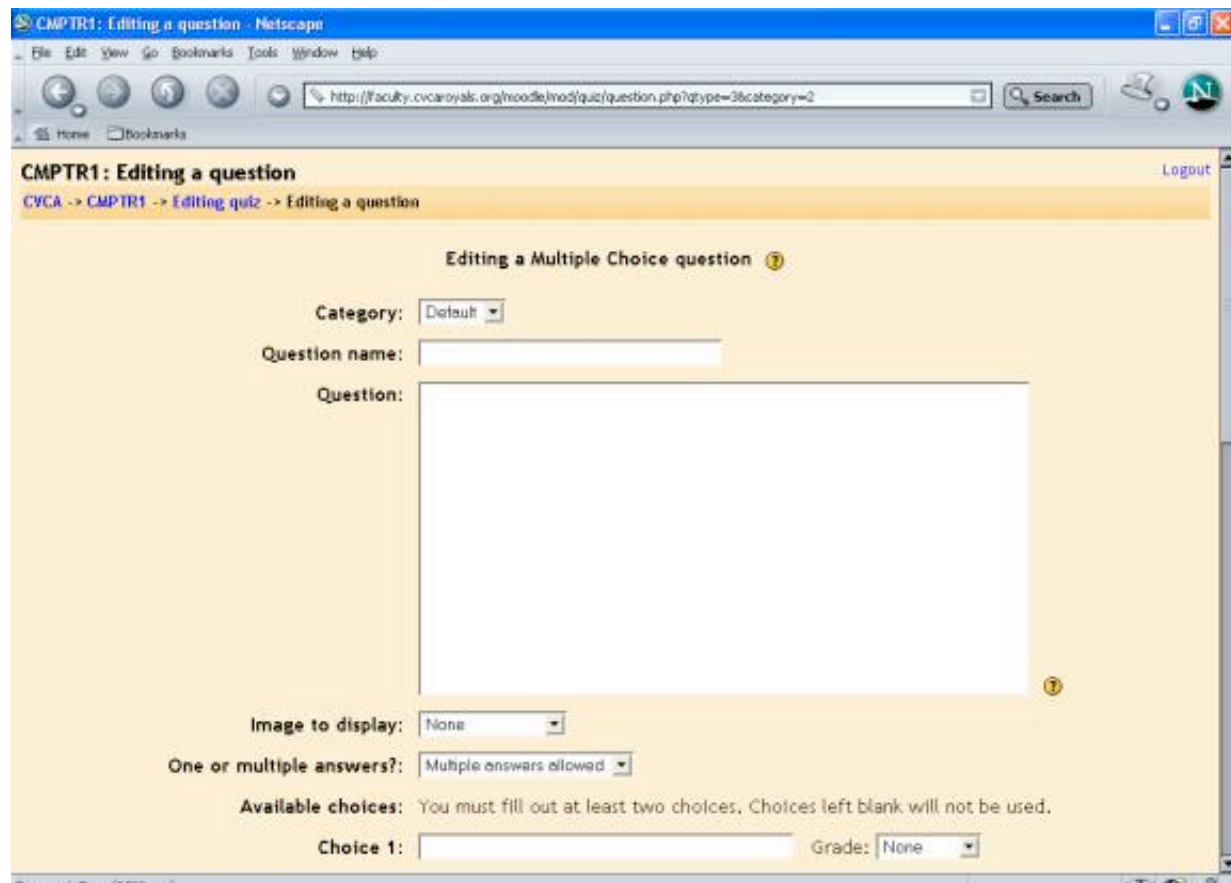 CMPTR1: Editing a question - Netscape
File Edit View Go Bookmarks Tools Window Help
http://faculty.cvcaroyals.org/moodle/mod/quiz/question.php?qtype=3&category=2 Search N
Home Bookmarks
CMPTR1: Editing a question Logout
CVCA -> CMPTR1 -> Editing quiz -> Editing a question
Editing a Multiple Choice question ?
Category: Default
Question name:
Question:
?
Image to display: None
One or multiple answers?: Multiple answers allowed
Available choices: You must fill out at least two choices. Choices left blank will not be used.
Choice 1: Grade: None